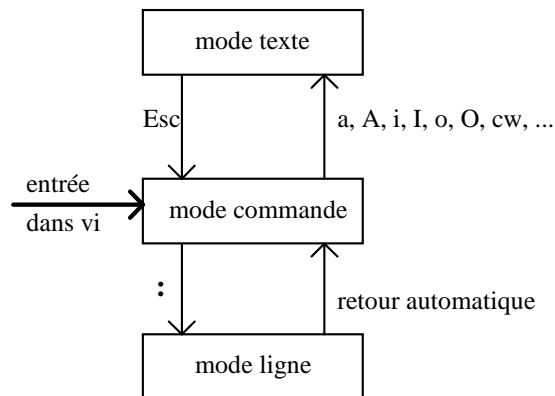 mode texte
Esc
a, A, i, I, o, O, cw, ...
entrée
dans vi
mode commande
:
retour automatique
mode ligne